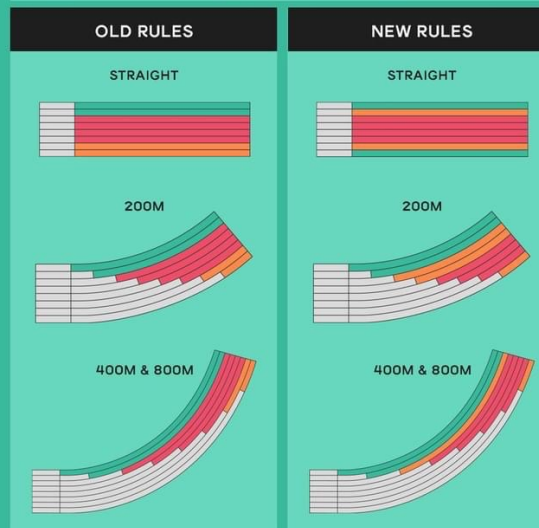 OLD RULES
STRAIGHT
200M
400M & 800M
NEW RULES
STRAIGHT
200M
400M & 800M